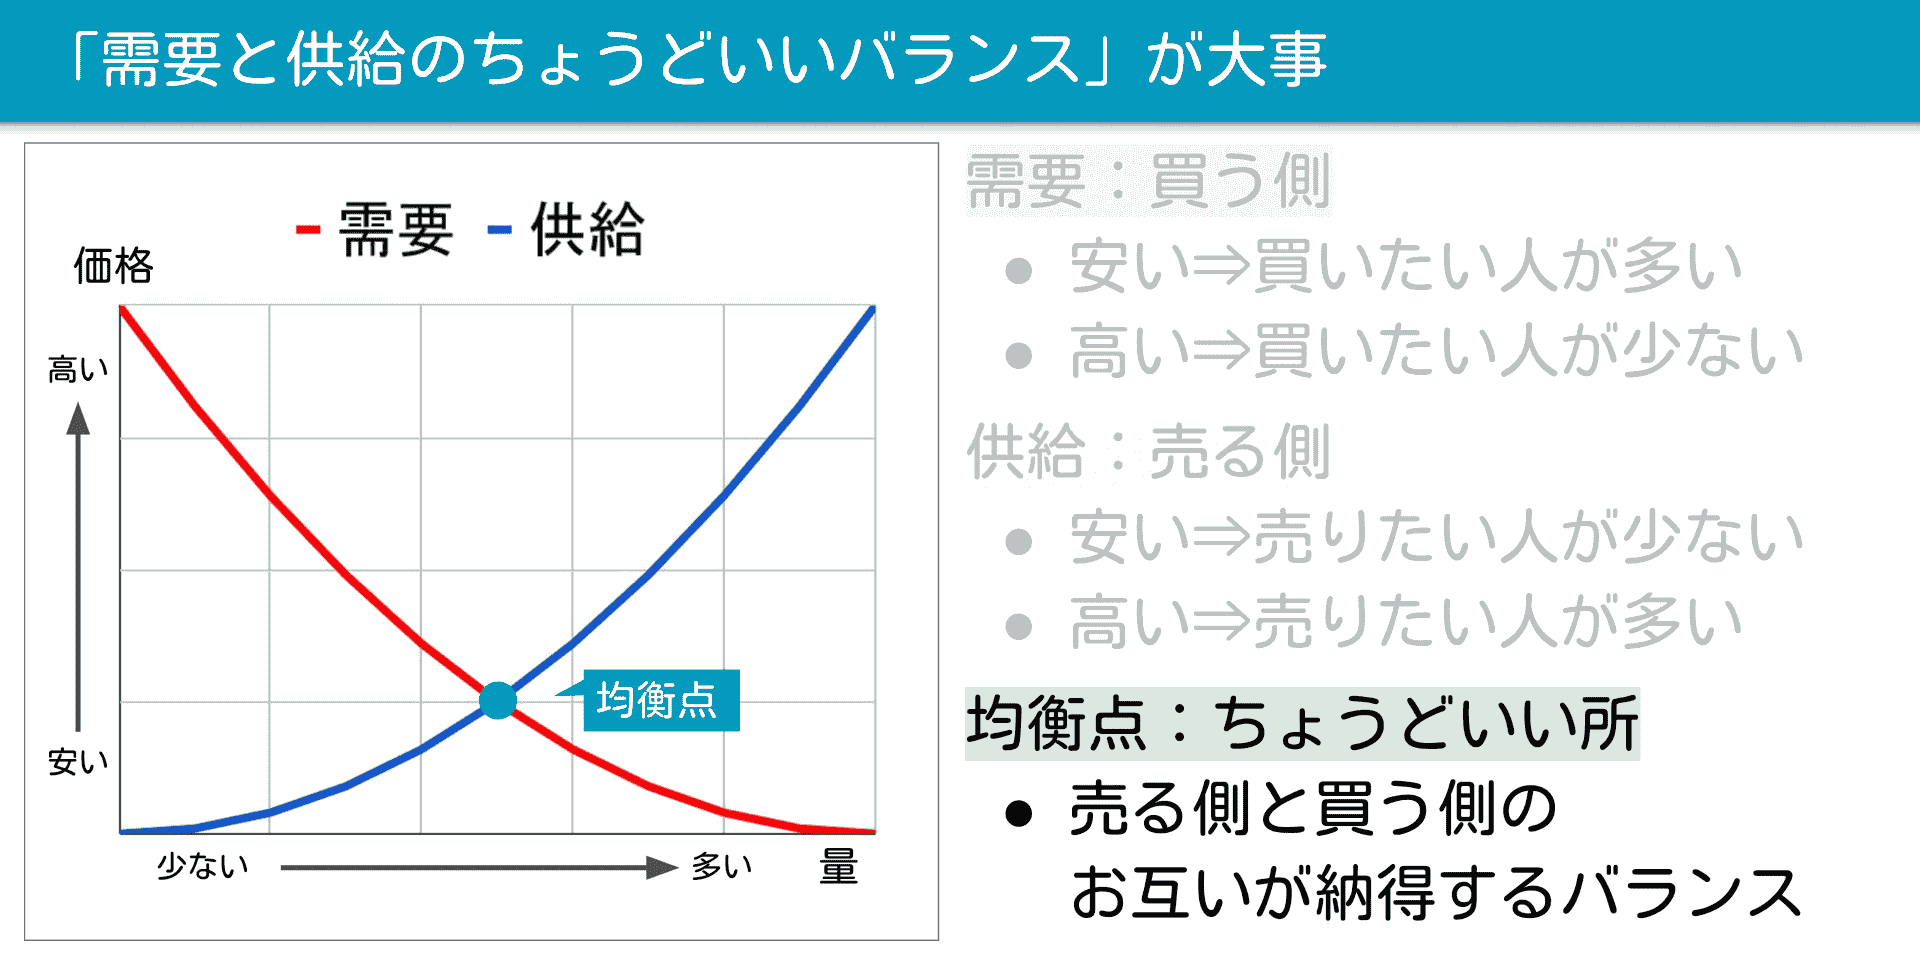 「需要と供給のちょうどいいバランス」が大事
需要 供給
価格
高い
安い
均衡点
少ない 多い 量
需要：買う側
● 安い⇒買いたい人が多い
● 高い⇒買いたい人が少ない
供給：売る側
● 安い⇒売りたい人が少ない
● 高い⇒売りたい人が多い
均衡点：ちょうどいい所
● 売る側と買う側の
お互いが納得するバランス